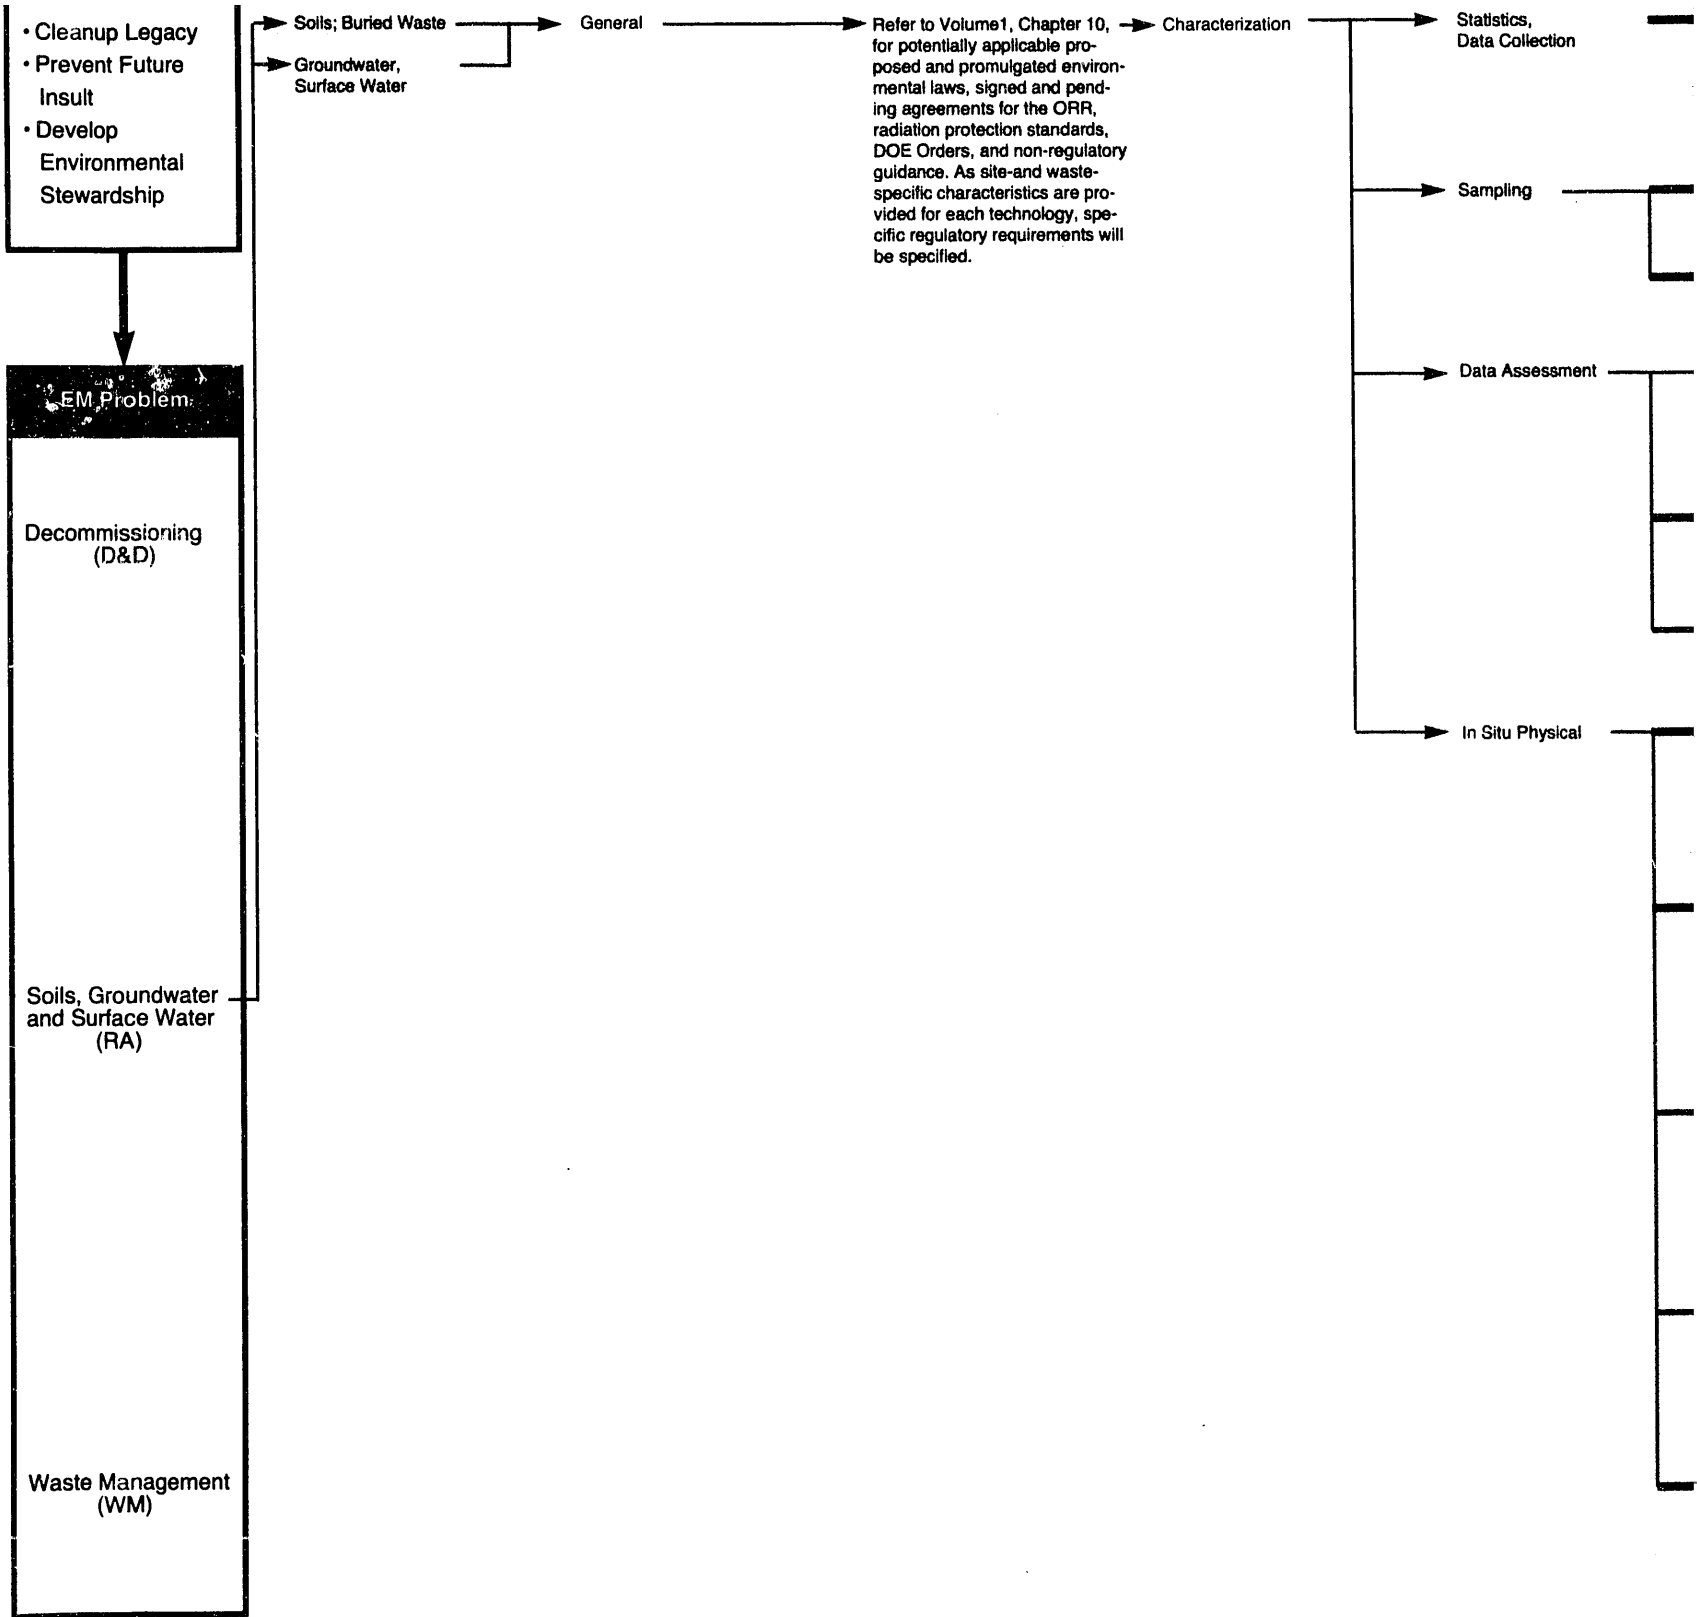 • Cleanup Legacy
• Prevent Future
Insult
• Develop
Environmental
Stewardship
EM Problem
Decommissioning
(D&D)
Soils, Groundwater
and Surface Water
(RA)
Waste Management
(WM)
Soils; Buried Waste
Groundwater,
Surface Water
General
Refer to Volume1, Chapter 10,
for potentially applicable pro-
posed and promulgated environ-
mental laws, signed and pend-
ing agreements for the ORR,
radiation protection standards,
DOE Orders, and non-regulatory
guidance. As site-and waste-
specific characteristics are pro-
vided for each technology, spe-
cific regulatory requirements will
be specified.
Characterization
Statistics,
Data Collection
Sampling
Data Assessment
In Situ Physical